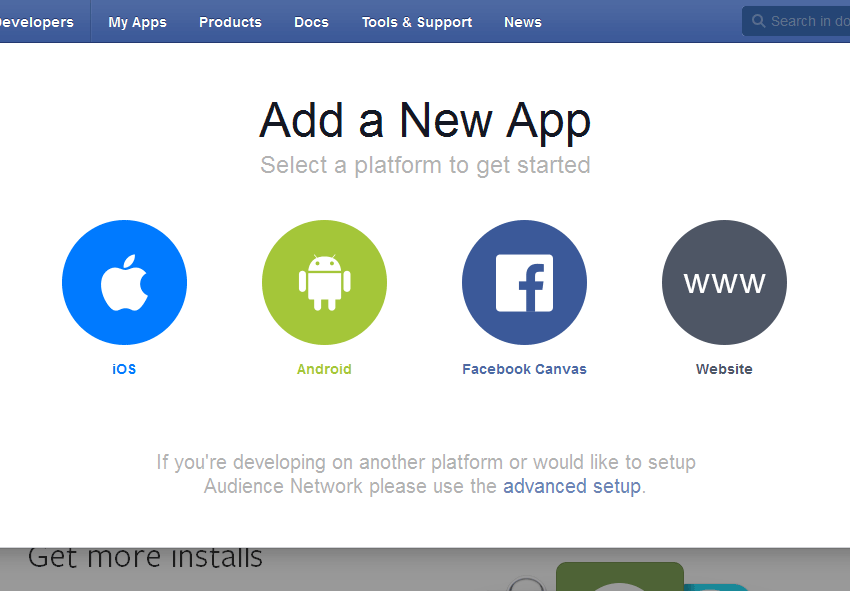 Developers My Apps Products Docs Tools & Support News Search in do
Add a New App
Select a platform to get started
www
iOS Android Facebook Canvas Website
If you're developing on another platform or would like to setup
Audience Network please use the advanced setup.
Get more installs